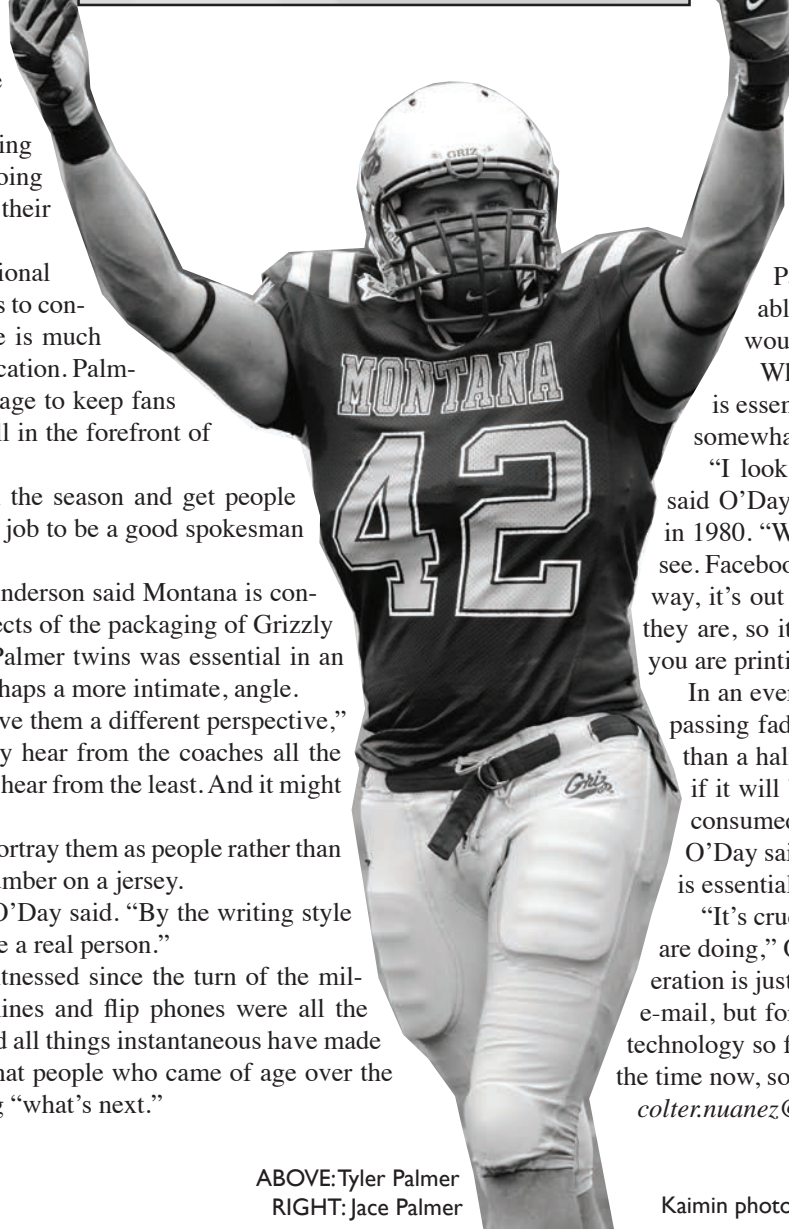 e
ing
oing
their
ional
s to con-
e is much
cation. Palm-
age to keep fans
ll in the forefront of
the season and get people
job to be a good spokesman
nderson said Montana is con-
ects of the packaging of Grizzly
Palmer twins was essential in an
haps a more intimate, angle.
ve them a different perspective,”
y hear from the coaches all the
hear from the least. And it might
ortray them as people rather than
umber on a jersey.
O’Day said. “By the writing style
e a real person.”
itnessed since the turn of the mil-
lines and flip phones were all the
d all things instantaneous have made
hat people who came of age over the
g “what’s next.”
GRIZ
MONTANA
42
Griz
P
abl
wou
Wh
is essen
somewha
“I look
said O’Day
in 1980. “W
see. Faceboo
way, it’s out
they are, so it
you are printi
In an ever
passing fad
than a hal
if it will
consumed
O’Day sai
is essential
“It’s cru
are doing,” O
eration is just
e-mail, but for
technology so f
the time now, so
colter.nuanez@
ABOVE: Tyler Palmer
RIGHT: Jace Palmer
Kaimin photo